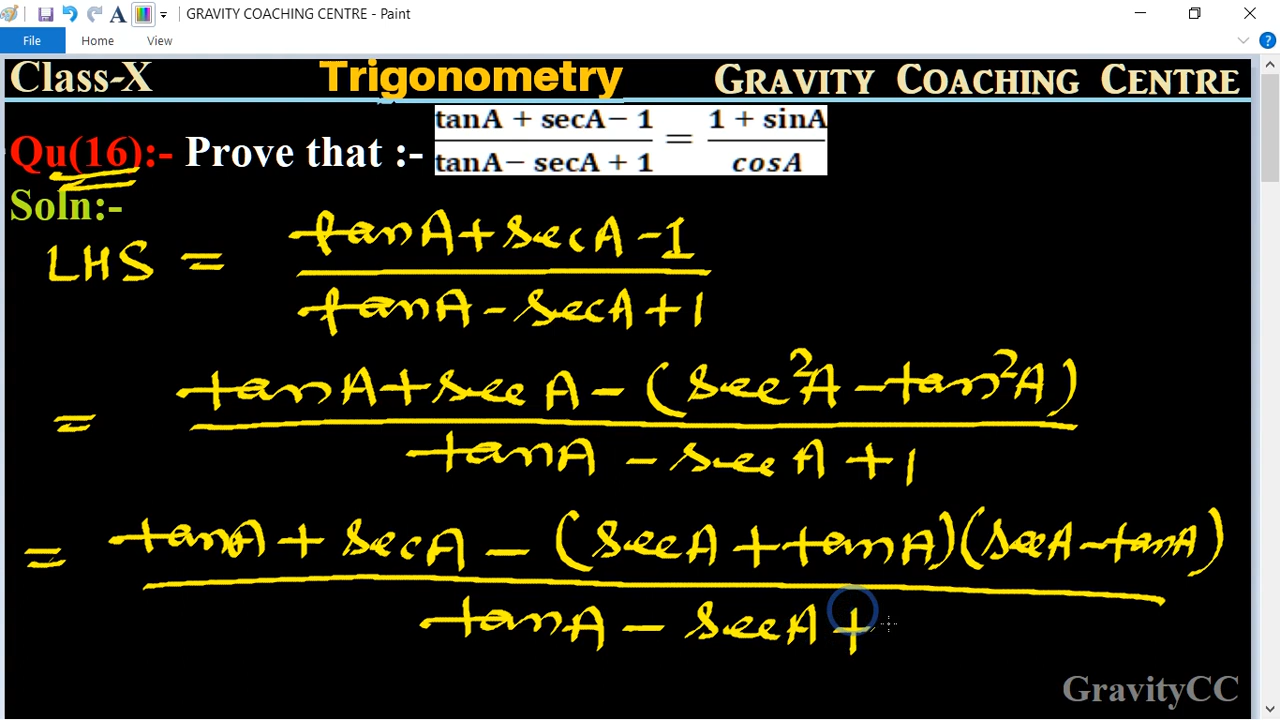 GRAVITY COACHING CENTRE - Paint
File Home View
Class-X Trigonometry GRAVITY COACHING CENTRE
Qu(16):- Prove that :- tanA + secA− 1 / tanA− secA + 1 = 1 + sinA / cosA
Soln:-
LHS = tanA + secA - 1 / tanA - secA + 1
= tanA + secA - (sec²A - tan²A) / tanA - secA + 1
= tanA + secA - (secA + tanA)(secA - tanA) / tanA - secA +
GravityCC